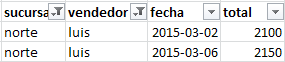 sucursa vendedor fecha total
norte luis 2015-03-02 2100
norte luis 2015-03-06 2150